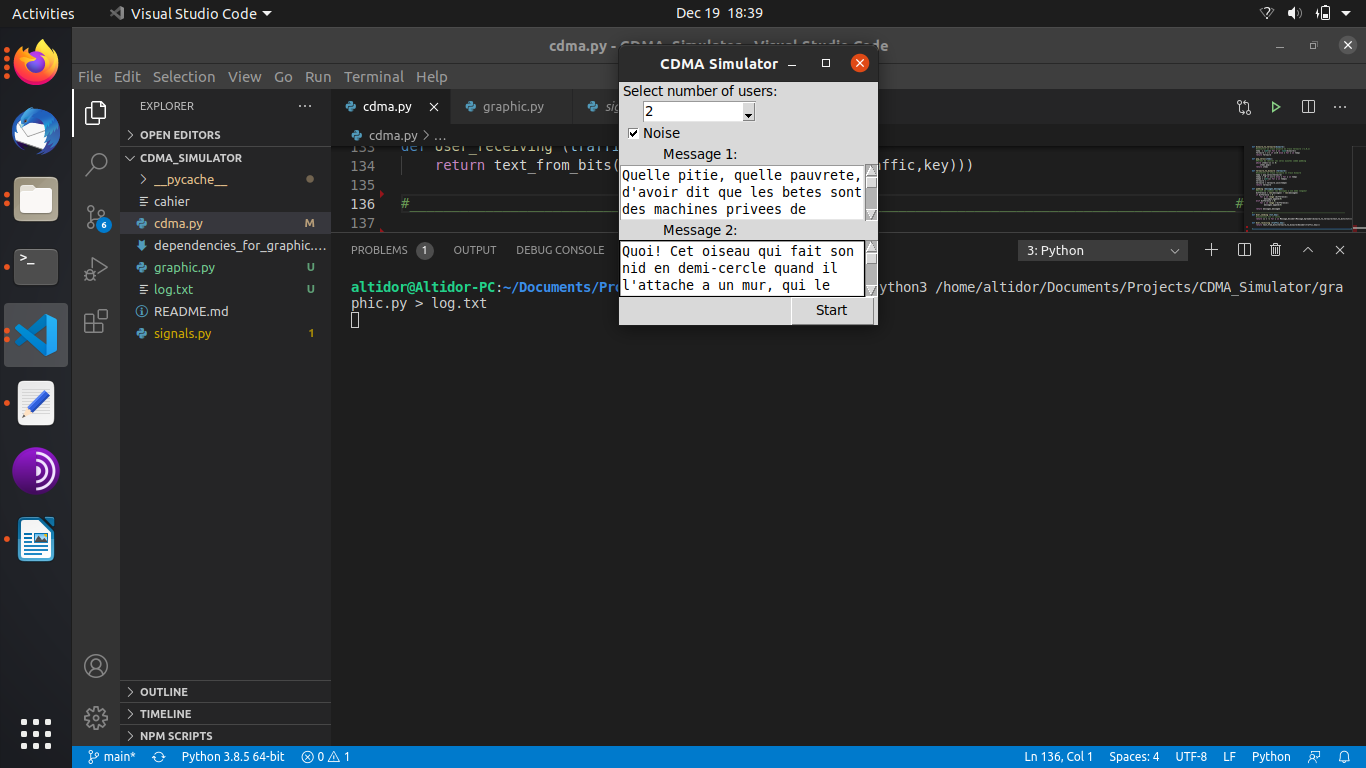 Activities Visual Studio Code Dec 19 18:39
cdma.py - CDMA_Simulator - Visual Studio Code
File Edit Selection View Go Run Terminal Help
EXPLORER
OPEN EDITORS
CDMA_SIMULATOR
__pycache__
cahier
cdma.py M
dependencies_for_graphic....
graphic.py U
log.txt U
README.md
signals.py 1
OUTLINE
TIMELINE
NPM SCRIPTS
6
cdma.py graphic.py
cdma.py > ...
133 def user_receiving (traffi
134 return text_from_bits( affic,key)))
135
136 #
137
PROBLEMS 1 OUTPUT DEBUG CONSOLE 3: Python
altidor@Altidor-PC:~/Documents/Pro ython3 /home/altidor/Documents/Projects/CDMA_Simulator/gra
phic.py > log.txt
CDMA Simulator
Select number of users:
2
Noise
Message 1:
Quelle pitie, quelle pauvrete,
d'avoir dit que les betes sont
des machines privees de
Message 2:
Quoi! Cet oiseau qui fait son
nid en demi-cercle quand il
l'attache a un mur, qui le
Start
main* Python 3.8.5 64-bit 0 1 Ln 136, Col 1 Spaces: 4 UTF-8 LF Python